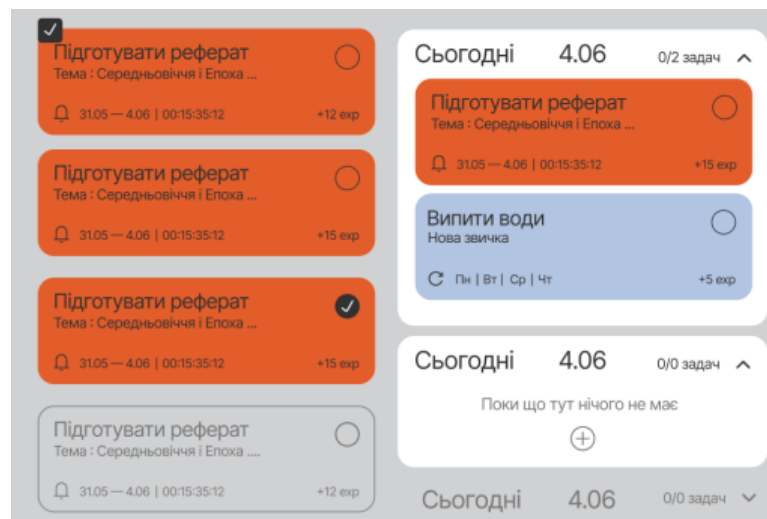 Підготувати реферат
Тема : Середньовіччя і Епоха ...
31.05 — 4.06 | 00:15:35:12 +12 exp
Підготувати реферат
Тема : Середньовіччя і Епоха ...
31.05 — 4.06 | 00:15:35:12 +15 exp
Підготувати реферат
Тема : Середньовіччя і Епоха ...
31.05 — 4.06 | 00:15:35:12 +15 exp
Підготувати реферат
Тема : Середньовіччя і Епоха ....
31.05 — 4.06 | 00:15:35:12 +12 exp
Сьогодні 4.06 0/2 задач
Підготувати реферат
Тема : Середньовіччя і Епоха ...
31.05 — 4.06 | 00:15:35:12 +15 exp
Випити води
Нова звичка
Пн | Вт | Ср | Чт +5 exp
Сьогодні 4.06 0/0 задач
Поки що тут нічого не має
Сьогодні 4.06 0/0 задач